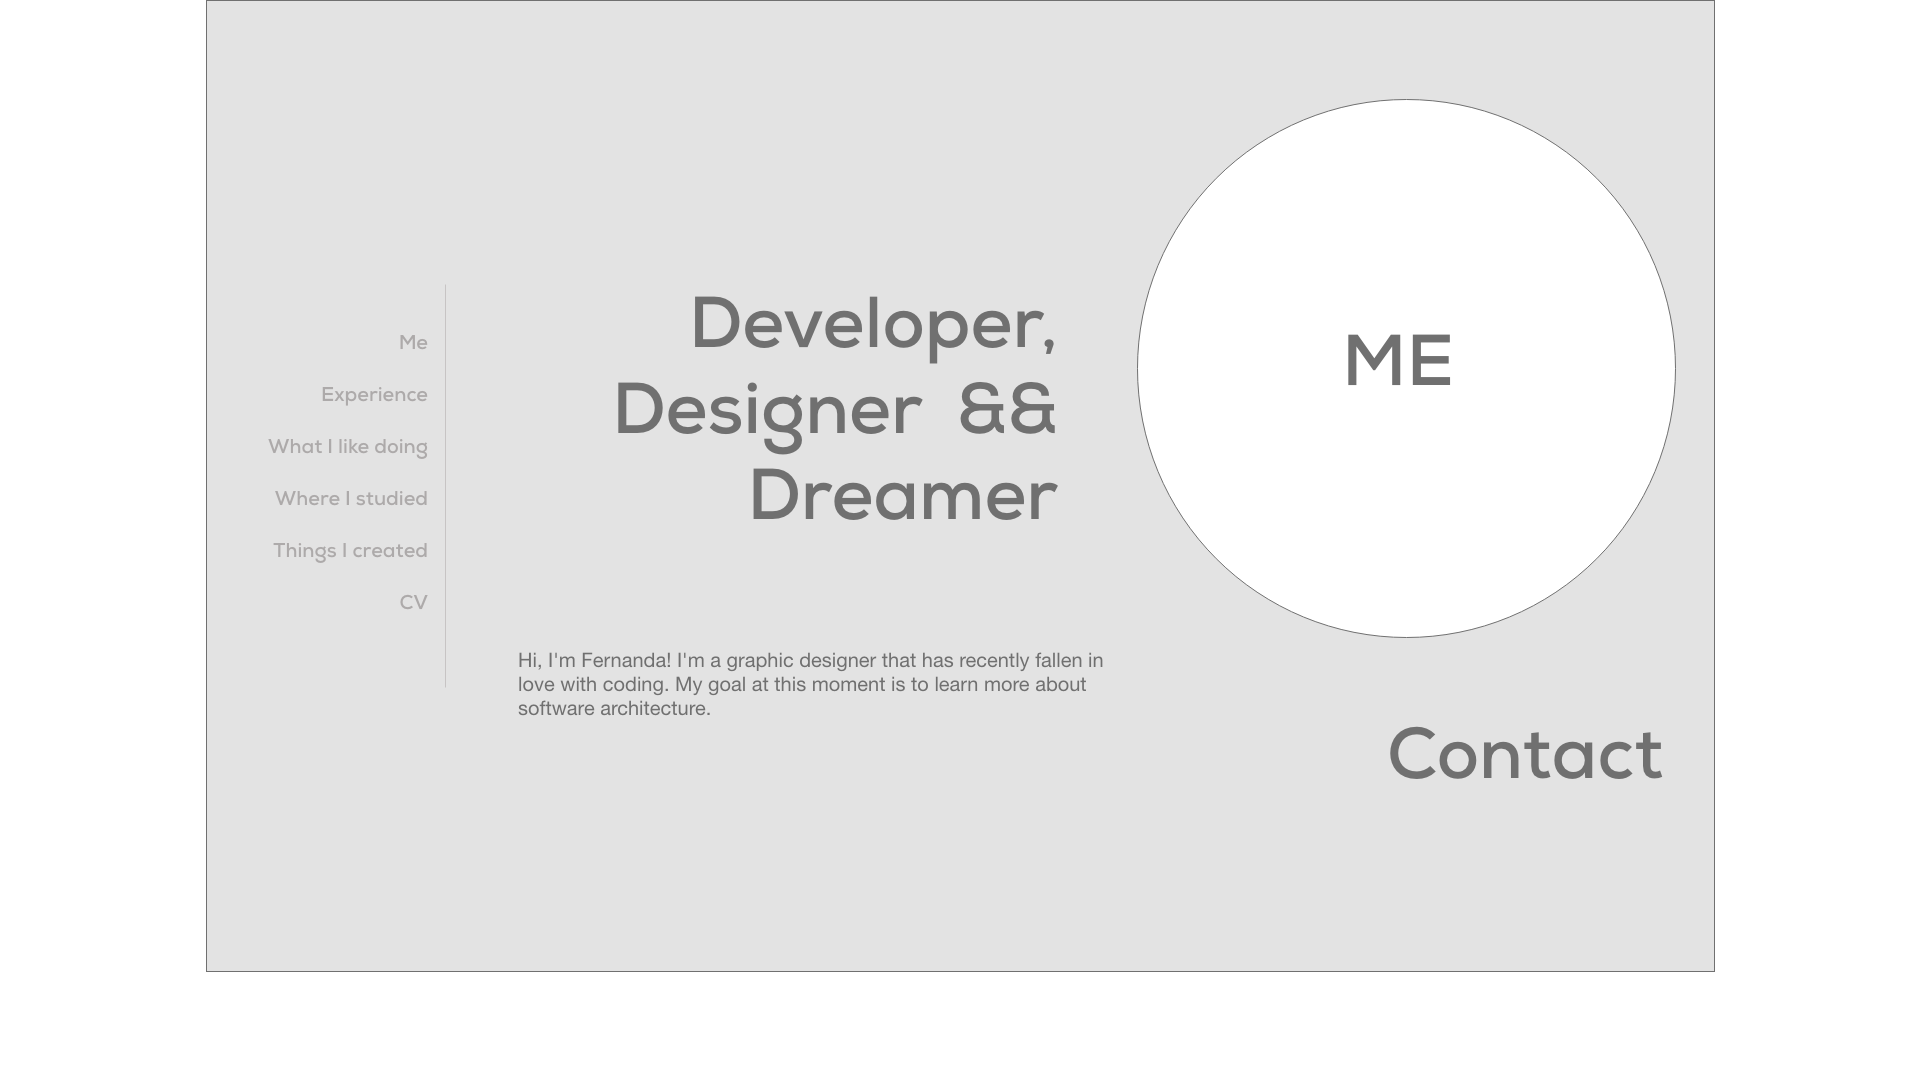 Me
Experience
What I like doing
Where I studied
Things I created
CV
Developer,
Designer &&
Dreamer
Hi, I'm Fernanda! I'm a graphic designer that has recently fallen in
love with coding. My goal at this moment is to learn more about
software architecture.
ME
Contact